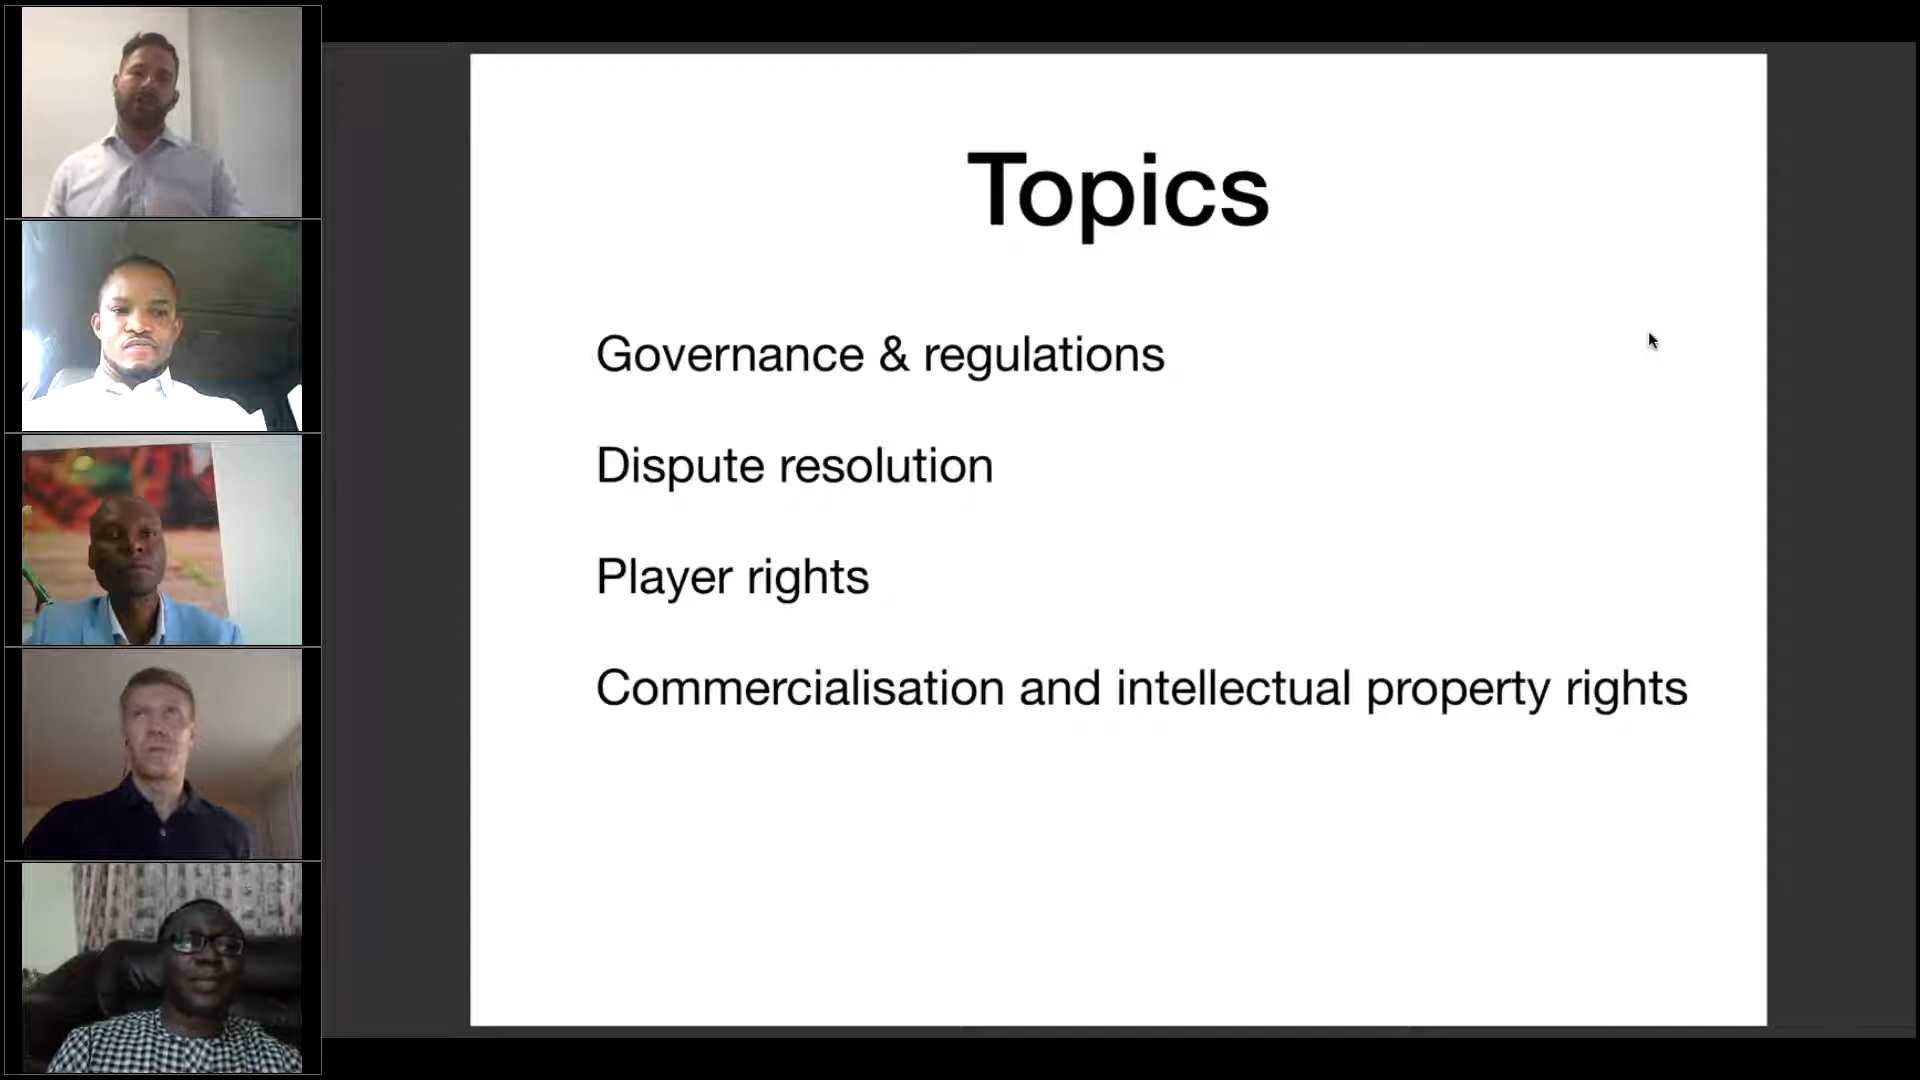 Topics
Governance & regulations
Dispute resolution
Player rights
Commercialisation and intellectual property rights